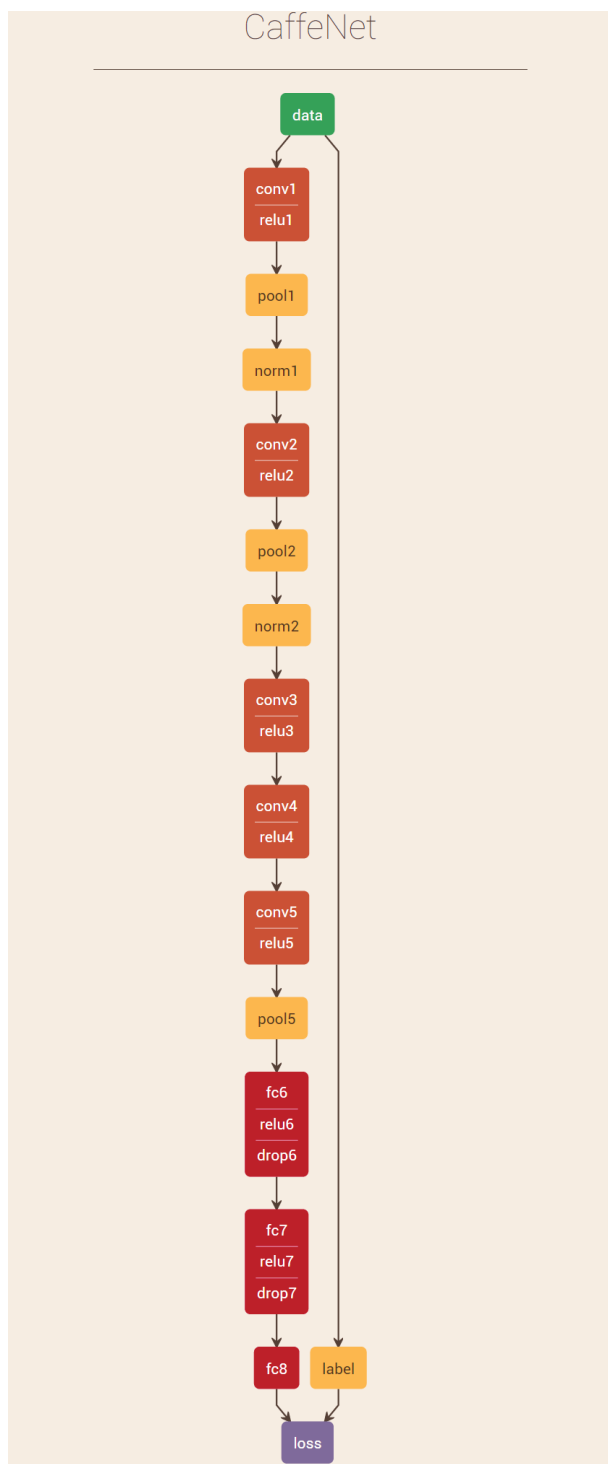 CaffeNet
data
conv1
relu1
pool1
norm1
conv2
relu2
pool2
norm2
conv3
relu3
conv4
relu4
conv5
relu5
pool5
fc6
relu6
drop6
fc7
relu7
drop7
fc8
label
loss